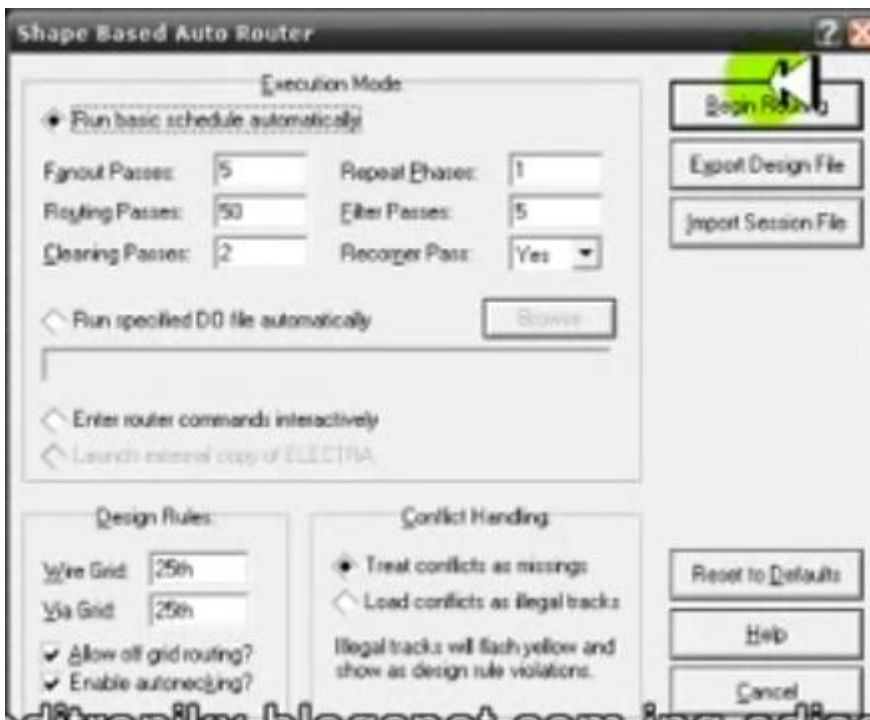 Shape Based Auto Router
Execution Mode
Run basic schedule automatically
Fanout Passes: 5
Repeat Phases: 1
Routing Passes: 50
Filter Passes: 5
Cleaning Passes: 2
Recorner Pass: Yes
Run specified DO file automatically
Browse
Enter router commands interactively
Launch external copy of ELECTRA
Design Rules:
Wire Grid: 25th
Via Grid: 25th
Allow off grid routing?
Enable autonecking?
Conflict Handling
Treat conflicts as missings
Load conflicts as illegal tracks
Illegal tracks will flash yellow and
show as design rule violations.
Begin Routing
Export Design File
Import Session File
Reset to Defaults
Help
Cancel